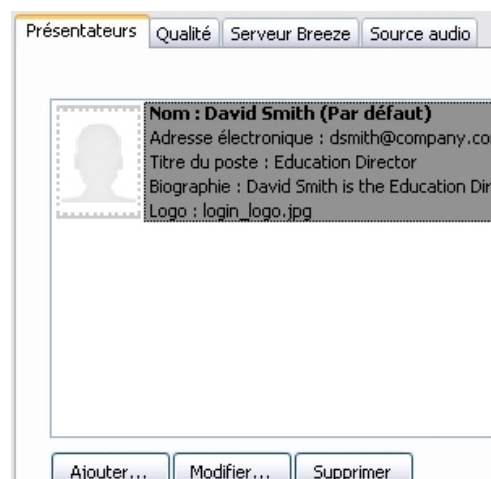 Présentateurs Qualité Serveur Breeze Source audio
Nom : David Smith (Par défaut)
Adresse électronique : dsmith@company.co
Titre du poste : Education Director
Biographie : David Smith is the Education Dir
Logo : login_logo.jpg
Ajouter... Modifier... Supprimer